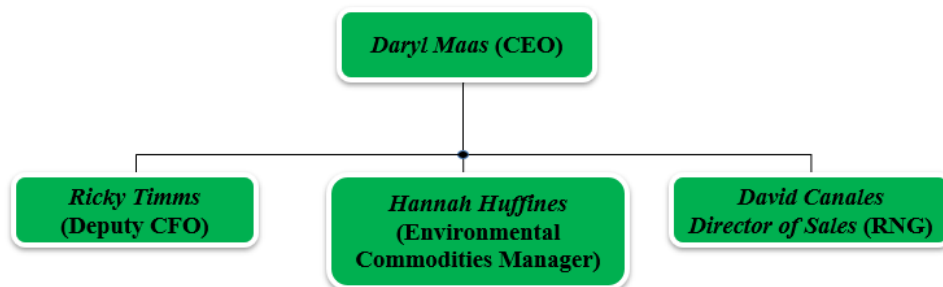 Daryl Maas (CEO)
Ricky Timms
(Deputy CFO)
Hannah Huffines
(Environmental
Commodities Manager)
David Canales
Director of Sales (RNG)